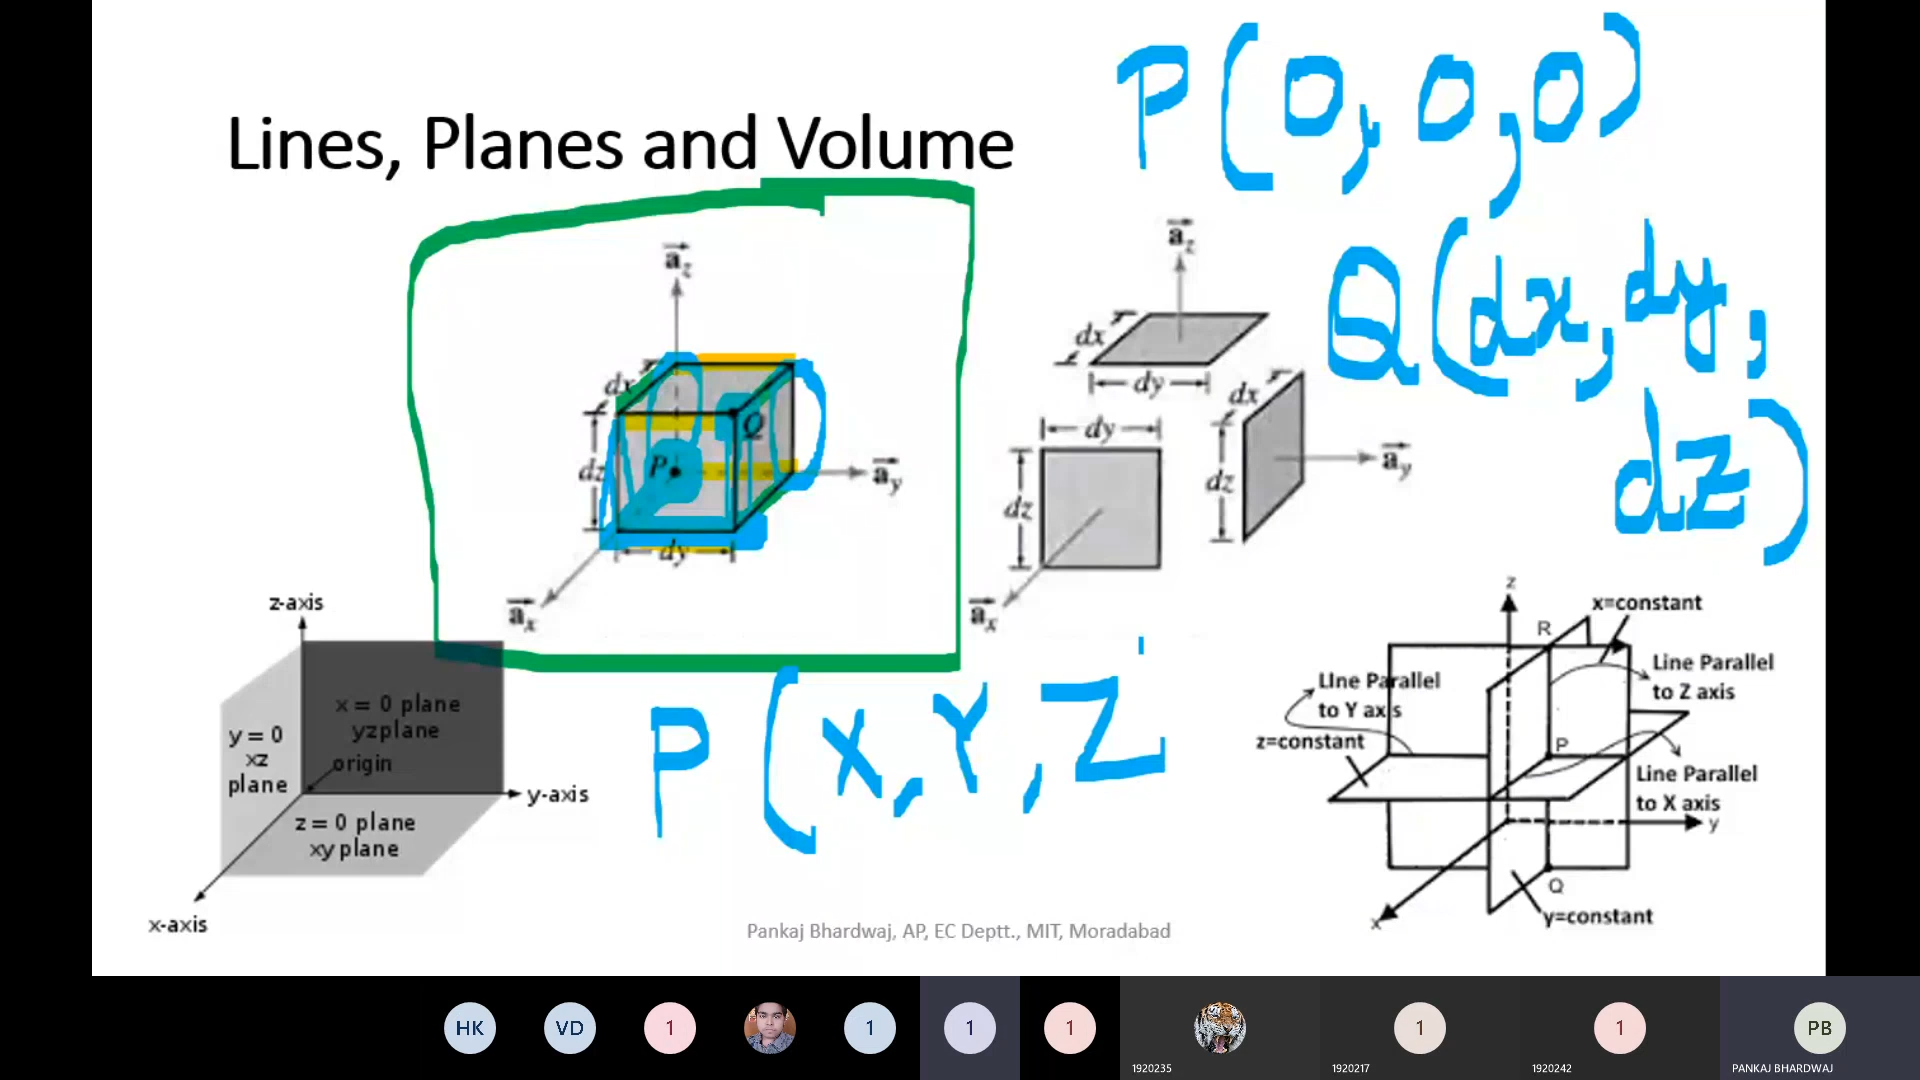 P(0,0,0)
Lines, Planes and Volume
Q(dx,dy,
dz)
a_z
dx
dz
P
Q
dy
a_y
a_x
a_z
dx
dy
dx
dz
a_y
dy
dz
a_x
z-axis
x = 0 plane
yzplane
origin
y = 0
xz
plane
y-axis
z = 0 plane
xy plane
x-axis
P(X,Y,Z
z
x=constant
R
LIne Parallel
to Y axis
Line Parallel
to Z axis
z=constant
P
Line Parallel
to X axis
y
Q
x
y=constant
Pankaj Bhardwaj, AP, EC Deptt., MIT, Moradabad
HK
VD
1
1
1
1
1
1
PB
1920235
1920217
1920242
PANKAJ BHARDWAJ